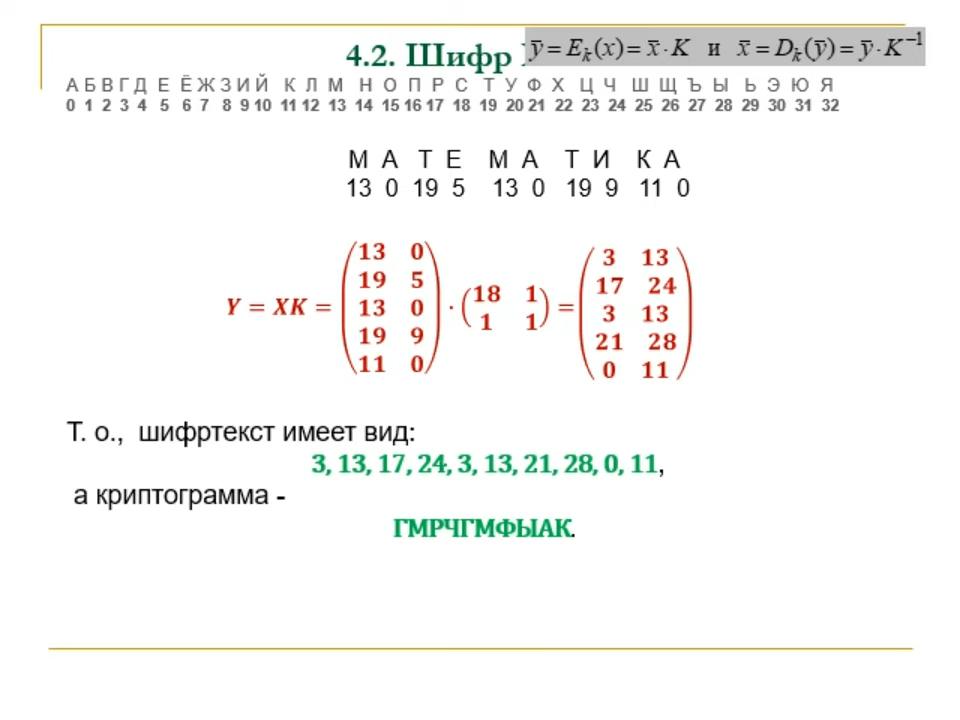 4.2. Шифр
ȳ = E_k(x) = x̄ · K и x̄ = D_k(ȳ) = ȳ · K⁻¹
А Б В Г Д Е Ё Ж З И Й К Л М Н О П Р С Т У Ф Х Ц Ч Ш Щ Ъ Ы Ь Э Ю Я
0 1 2 3 4 5 6 7 8 9 10 11 12 13 14 15 16 17 18 19 20 21 22 23 24 25 26 27 28 29 30 31 32
М А Т Е М А Т И К А
13 0 19 5 13 0 19 9 11 0
13 0 3 13
19 5 18 1 17 24
Y = XK = 13 0 · = 3 13
19 9 1 1 21 28
11 0 0 11
Т. о., шифртекст имеет вид:
3, 13, 17, 24, 3, 13, 21, 28, 0, 11,
а криптограмма -
ГМРЧГМФЫАК.